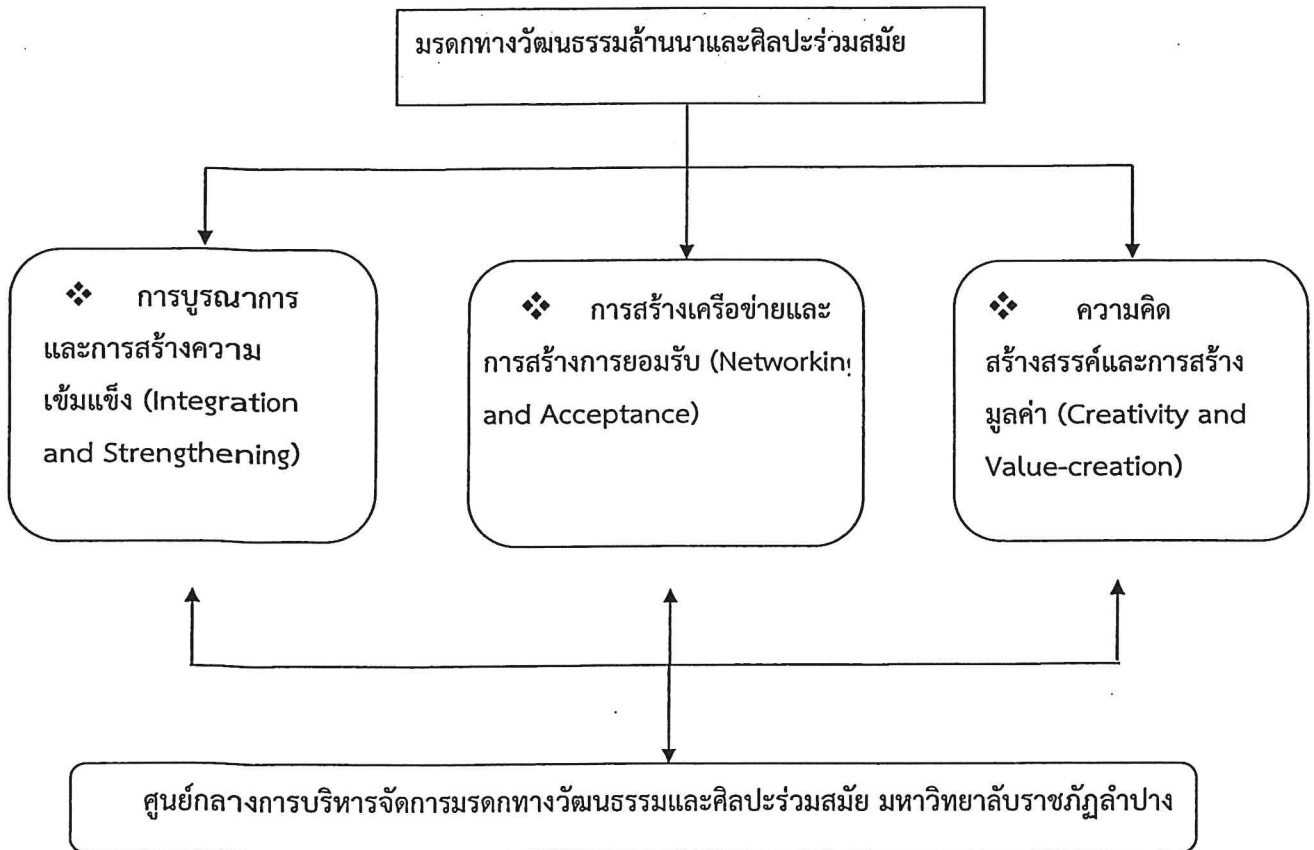 มรดกทางวัฒนธรรมล้านนาและศิลปะร่วมสมัย
❖ การบูรณาการ
และการสร้างความ
เข้มแข็ง (Integration
and Strengthening)
❖ การสร้างเครือข่ายและ
การสร้างการยอมรับ (Networking
and Acceptance)
❖ ความคิด
สร้างสรรค์และการสร้าง
มูลค่า (Creativity and
Value-creation)
ศูนย์กลางการบริหารจัดการมรดกทางวัฒนธรรมและศิลปะร่วมสมัย มหาวิทยาลับราชภัฏลำปาง